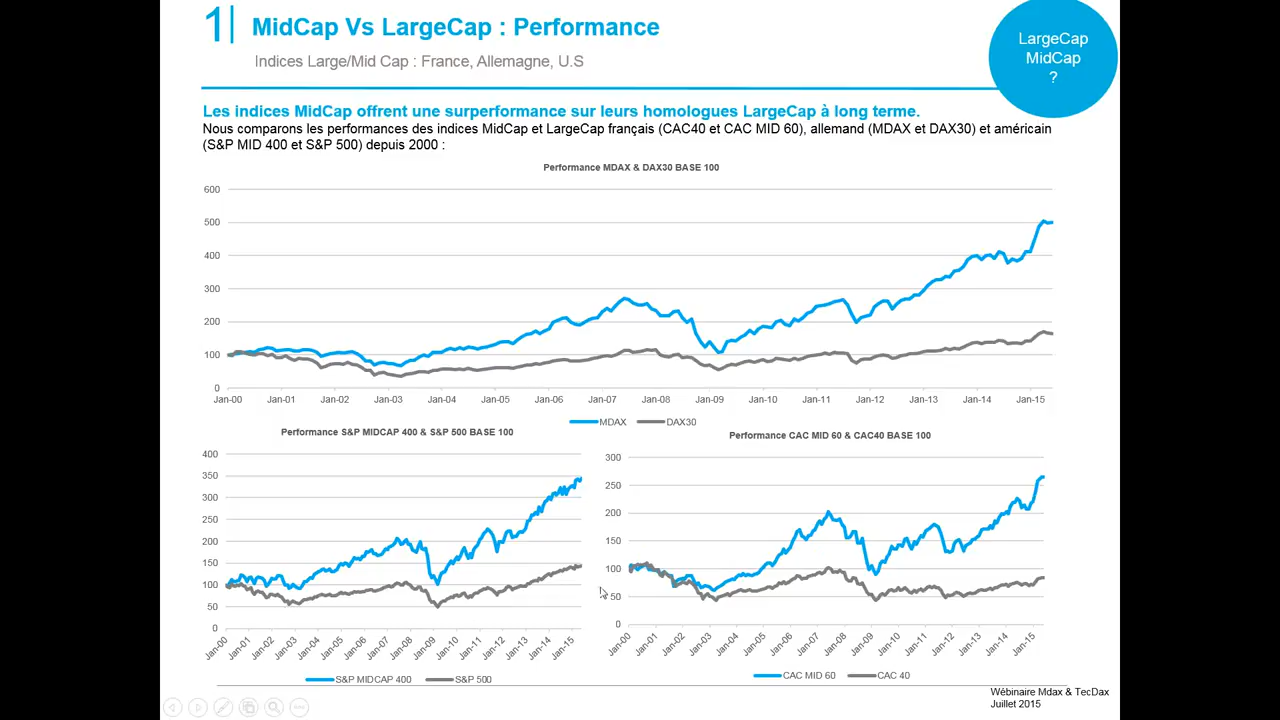 1
MidCap Vs LargeCap : Performance
Indices Large/Mid Cap : France, Allemagne, U.S
LargeCap
MidCap
?
Les indices MidCap offrent une surperformance sur leurs homologues LargeCap à long terme.
Nous comparons les performances des indices MidCap et LargeCap français (CAC40 et CAC MID 60), allemand (MDAX et DAX30) et américain
(S&P MID 400 et S&P 500) depuis 2000 :
Performance MDAX & DAX30 BASE 100
600
500
400
300
200
100
0
Jan-00 Jan-01 Jan-02 Jan-03 Jan-04 Jan-05 Jan-06 Jan-07 Jan-08 Jan-09 Jan-10 Jan-11 Jan-12 Jan-13 Jan-14 Jan-15
MDAX DAX30
Performance S&P MIDCAP 400 & S&P 500 BASE 100
400
350
300
250
200
150
100
50
0
Jan-00 Jan-01 Jan-02 Jan-03 Jan-04 Jan-05 Jan-06 Jan-07 Jan-08 Jan-09 Jan-10 Jan-11 Jan-12 Jan-13 Jan-14 Jan-15
S&P MIDCAP 400 S&P 500
Performance CAC MID 60 & CAC40 BASE 100
300
250
200
150
100
50
0
Jan-00 Jan-01 Jan-02 Jan-03 Jan-04 Jan-05 Jan-06 Jan-07 Jan-08 Jan-09 Jan-10 Jan-11 Jan-12 Jan-13 Jan-14 Jan-15
CAC MID 60 CAC 40
Wébinaire Mdax & TecDax
Juillet 2015